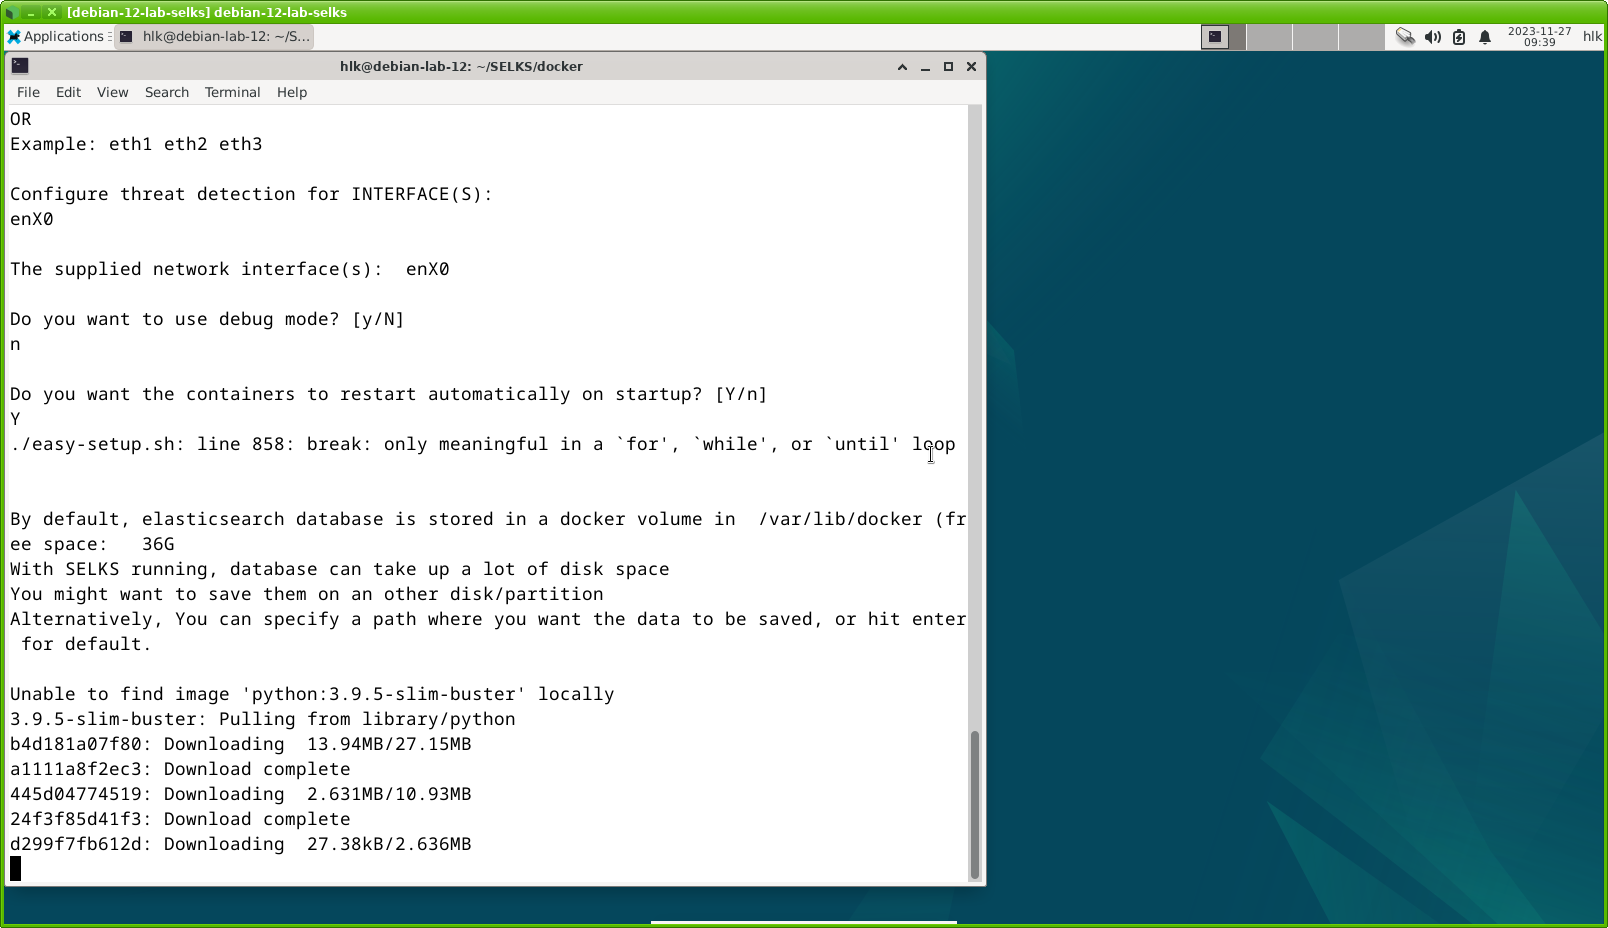 [debian-12-lab-selks] debian-12-lab-selks
Applications
hlk@debian-lab-12: ~/S...
2023-11-27
09:39
hlk
hlk@debian-lab-12: ~/SELKS/docker
File Edit View Search Terminal Help
OR
Example: eth1 eth2 eth3
Configure threat detection for INTERFACE(S):
enX0
The supplied network interface(s):  enX0
Do you want to use debug mode? [y/N]
n
Do you want the containers to restart automatically on startup? [Y/n]
Y
./easy-setup.sh: line 858: break: only meaningful in a `for', `while', or `until' loop
By default, elasticsearch database is stored in a docker volume in  /var/lib/docker (fr
ee space:   36G
With SELKS running, database can take up a lot of disk space
You might want to save them on an other disk/partition
Alternatively, You can specify a path where you want the data to be saved, or hit enter
 for default.
Unable to find image 'python:3.9.5-slim-buster' locally
3.9.5-slim-buster: Pulling from library/python
b4d181a07f80: Downloading  13.94MB/27.15MB
a1111a8f2ec3: Download complete
445d04774519: Downloading  2.631MB/10.93MB
24f3f85d41f3: Download complete
d299f7fb612d: Downloading  27.38kB/2.636MB